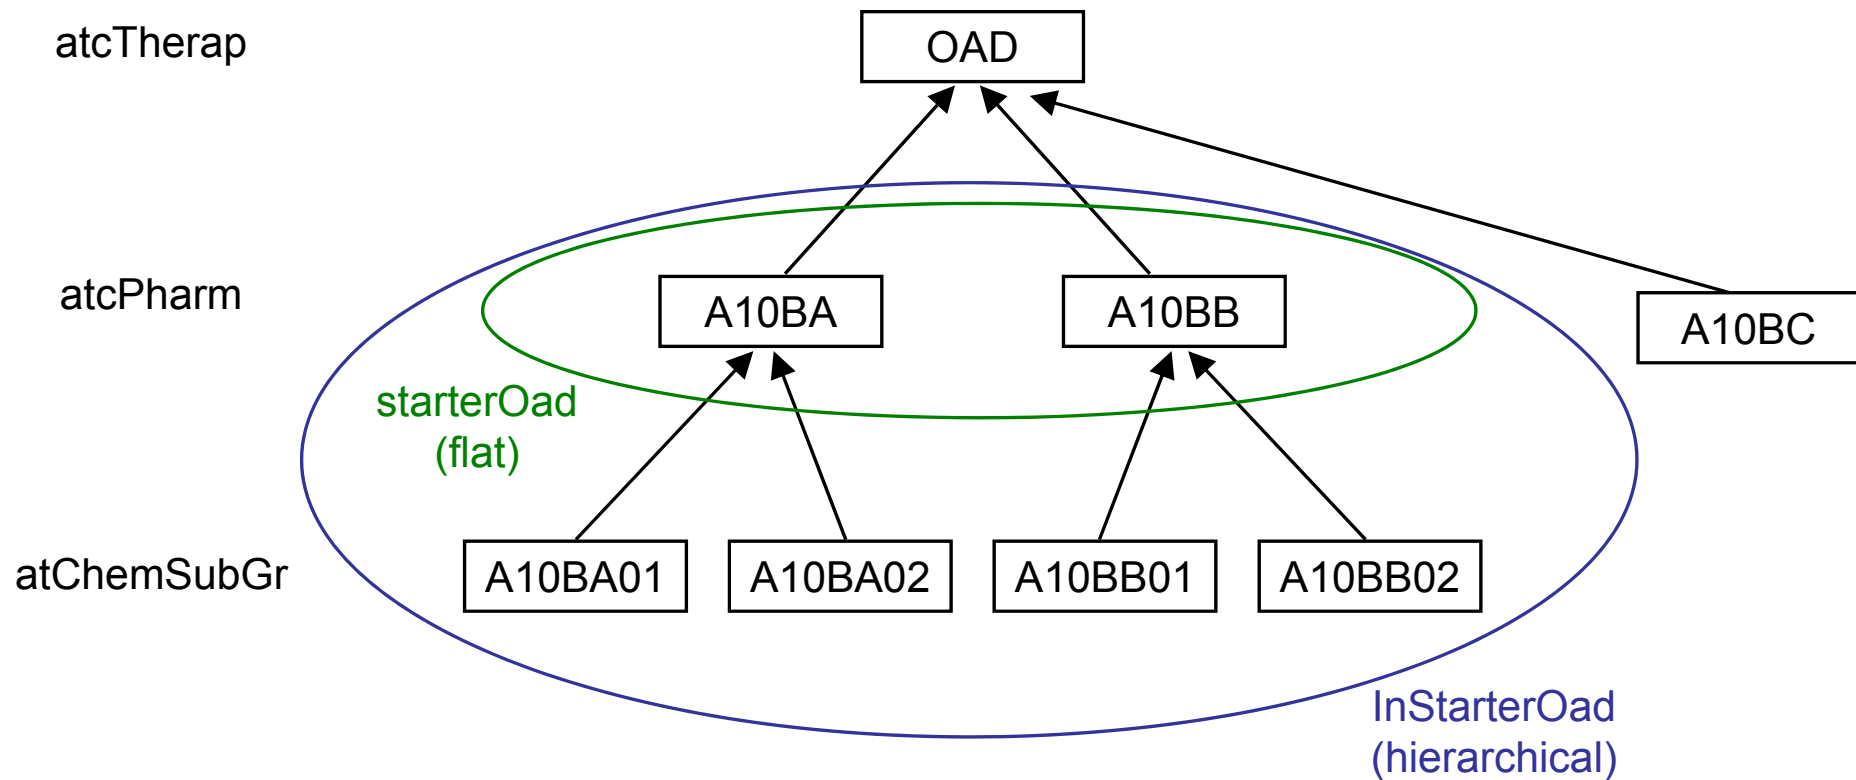 atcTherap
OAD
atcPharm
A10BA
A10BB
A10BC
starterOad
(flat)
atChemSubGr
A10BA01
A10BA02
A10BB01
A10BB02
InStarterOad
(hierarchical)